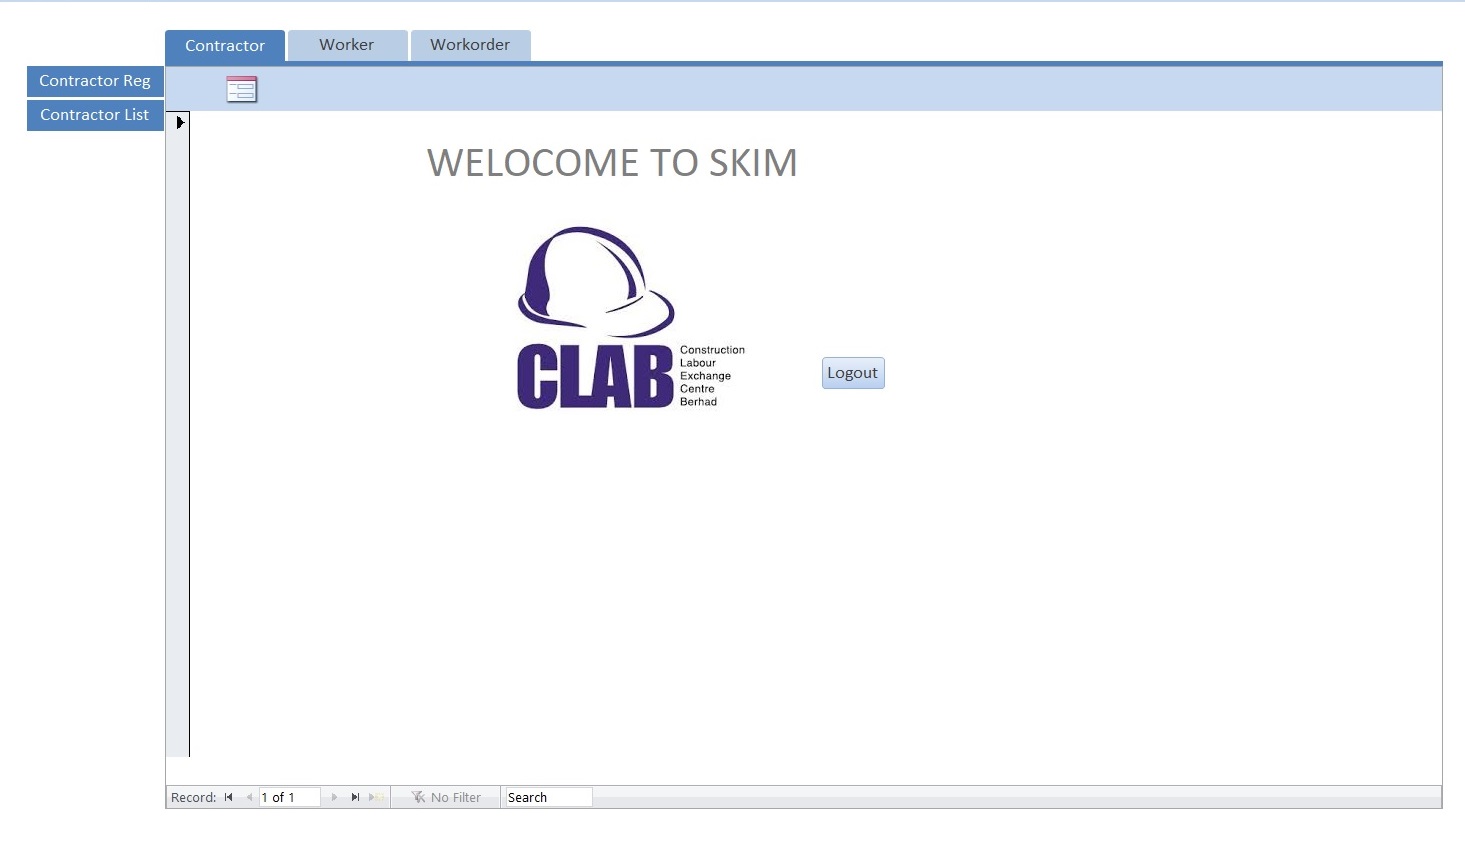 Contractor Worker Workorder
Contractor Reg
Contractor List
WELOCOME TO SKIM
CLAB
Construction
Labour
Exchange
Centre
Berhad
Logout
Record: 1 of 1 No Filter Search